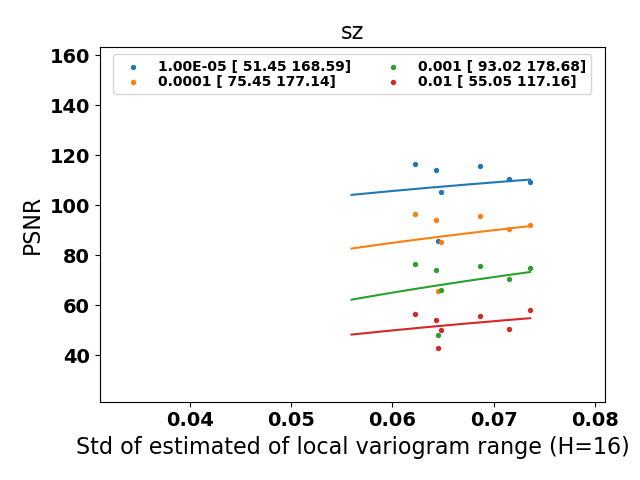 sz
1.00E-05 [ 51.45 168.59]
0.0001 [ 75.45 177.14]
0.001 [ 93.02 178.68]
0.01 [ 55.05 117.16]
160
140
120
100
80
60
40
PSNR
0.04 0.05 0.06 0.07 0.08
Std of estimated of local variogram range (H=16)